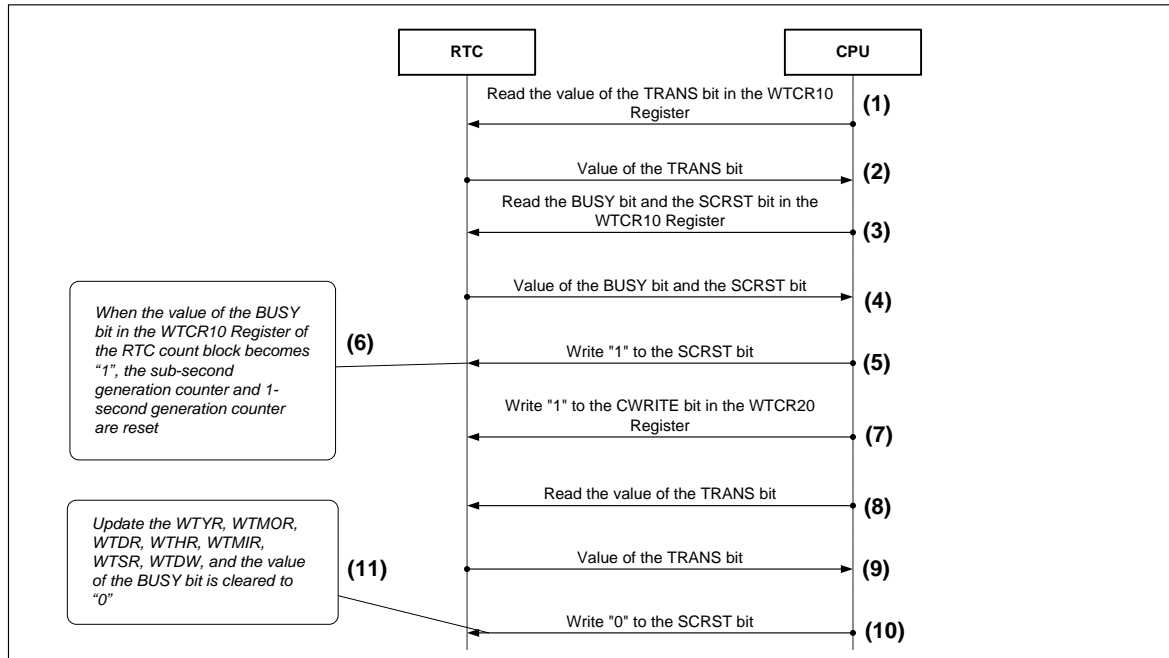 RTC
CPU
Read the value of the TRANS bit in the WTCR10
Register
(1)
Value of the TRANS bit
(2)
Read the BUSY bit and the SCRST bit in the
WTCR10 Register
(3)
Value of the BUSY bit and the SCRST bit
(4)
When the value of the BUSY
bit in the WTCR10 Register of
the RTC count block becomes
“1”, the sub-second
generation counter and 1-
second generation counter
are reset
(6)
Write "1" to the SCRST bit
(5)
Write "1" to the CWRITE bit in the WTCR20
Register
(7)
Read the value of the TRANS bit
(8)
Update the WTYR, WTMOR,
WTDR, WTHR, WTMIR,
WTSR, WTDW, and the value
of the BUSY bit is cleared to
“0”
(11)
Value of the TRANS bit
(9)
Write "0" to the SCRST bit
(10)